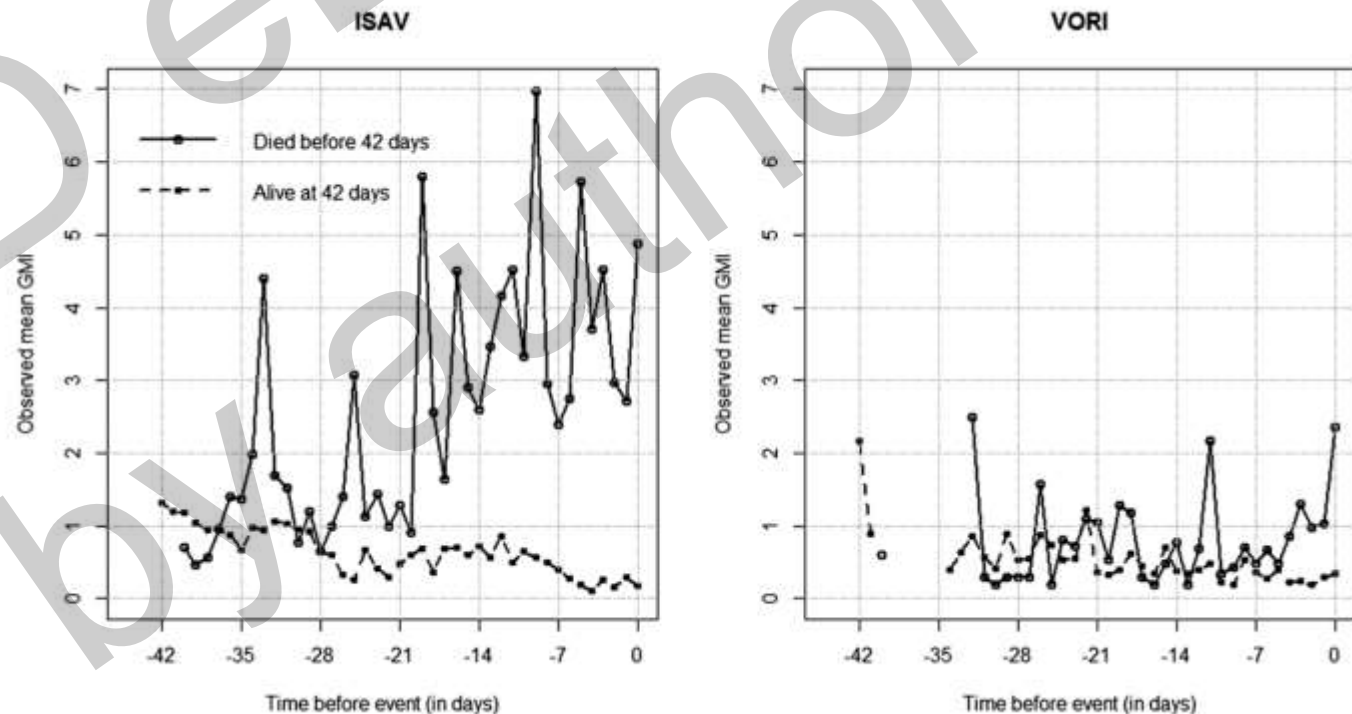 ISAV
Observed mean GMI
7
6
5
4
3
2
1
0
Died before 42 days
Alive at 42 days
-42 -35 -28 -21 -14 -7 0
Time before event (in days)
VORI
Observed mean GMI
7
6
5
4
3
2
1
0
-42 -35 -28 -21 -14 -7 0
Time before event (in days)
by author